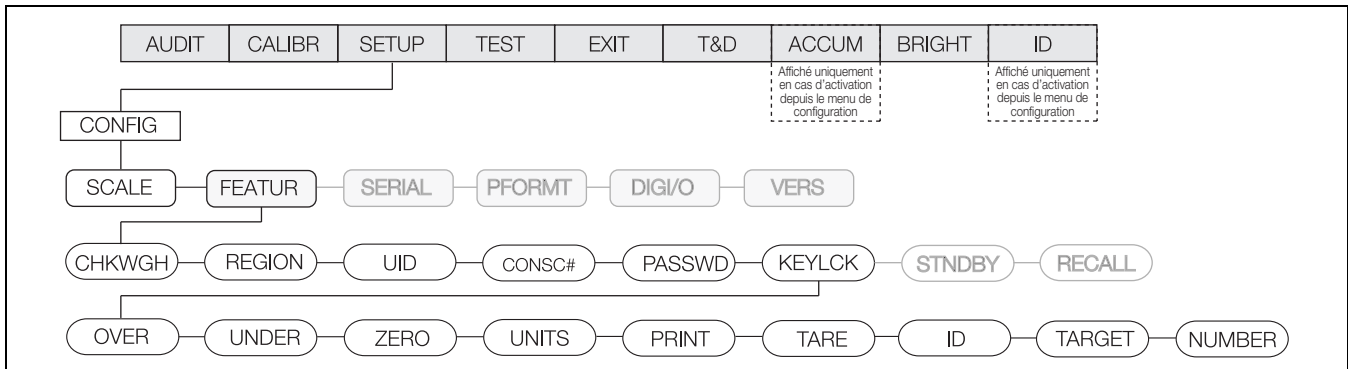 AUDIT CALIBR SETUP TEST EXIT T&D ACCUM BRIGHT ID
Affiché uniquement
en cas d'activation
depuis le menu de
configuration
Affiché uniquement
en cas d'activation
depuis le menu de
configuration
CONFIG
SCALE FEATUR SERIAL PFORMT DIGI/O VERS
CHKWGH REGION UID CONSC# PASSWD KEYLCK STNDBY RECALL
OVER UNDER ZERO UNITS PRINT TARE ID TARGET NUMBER